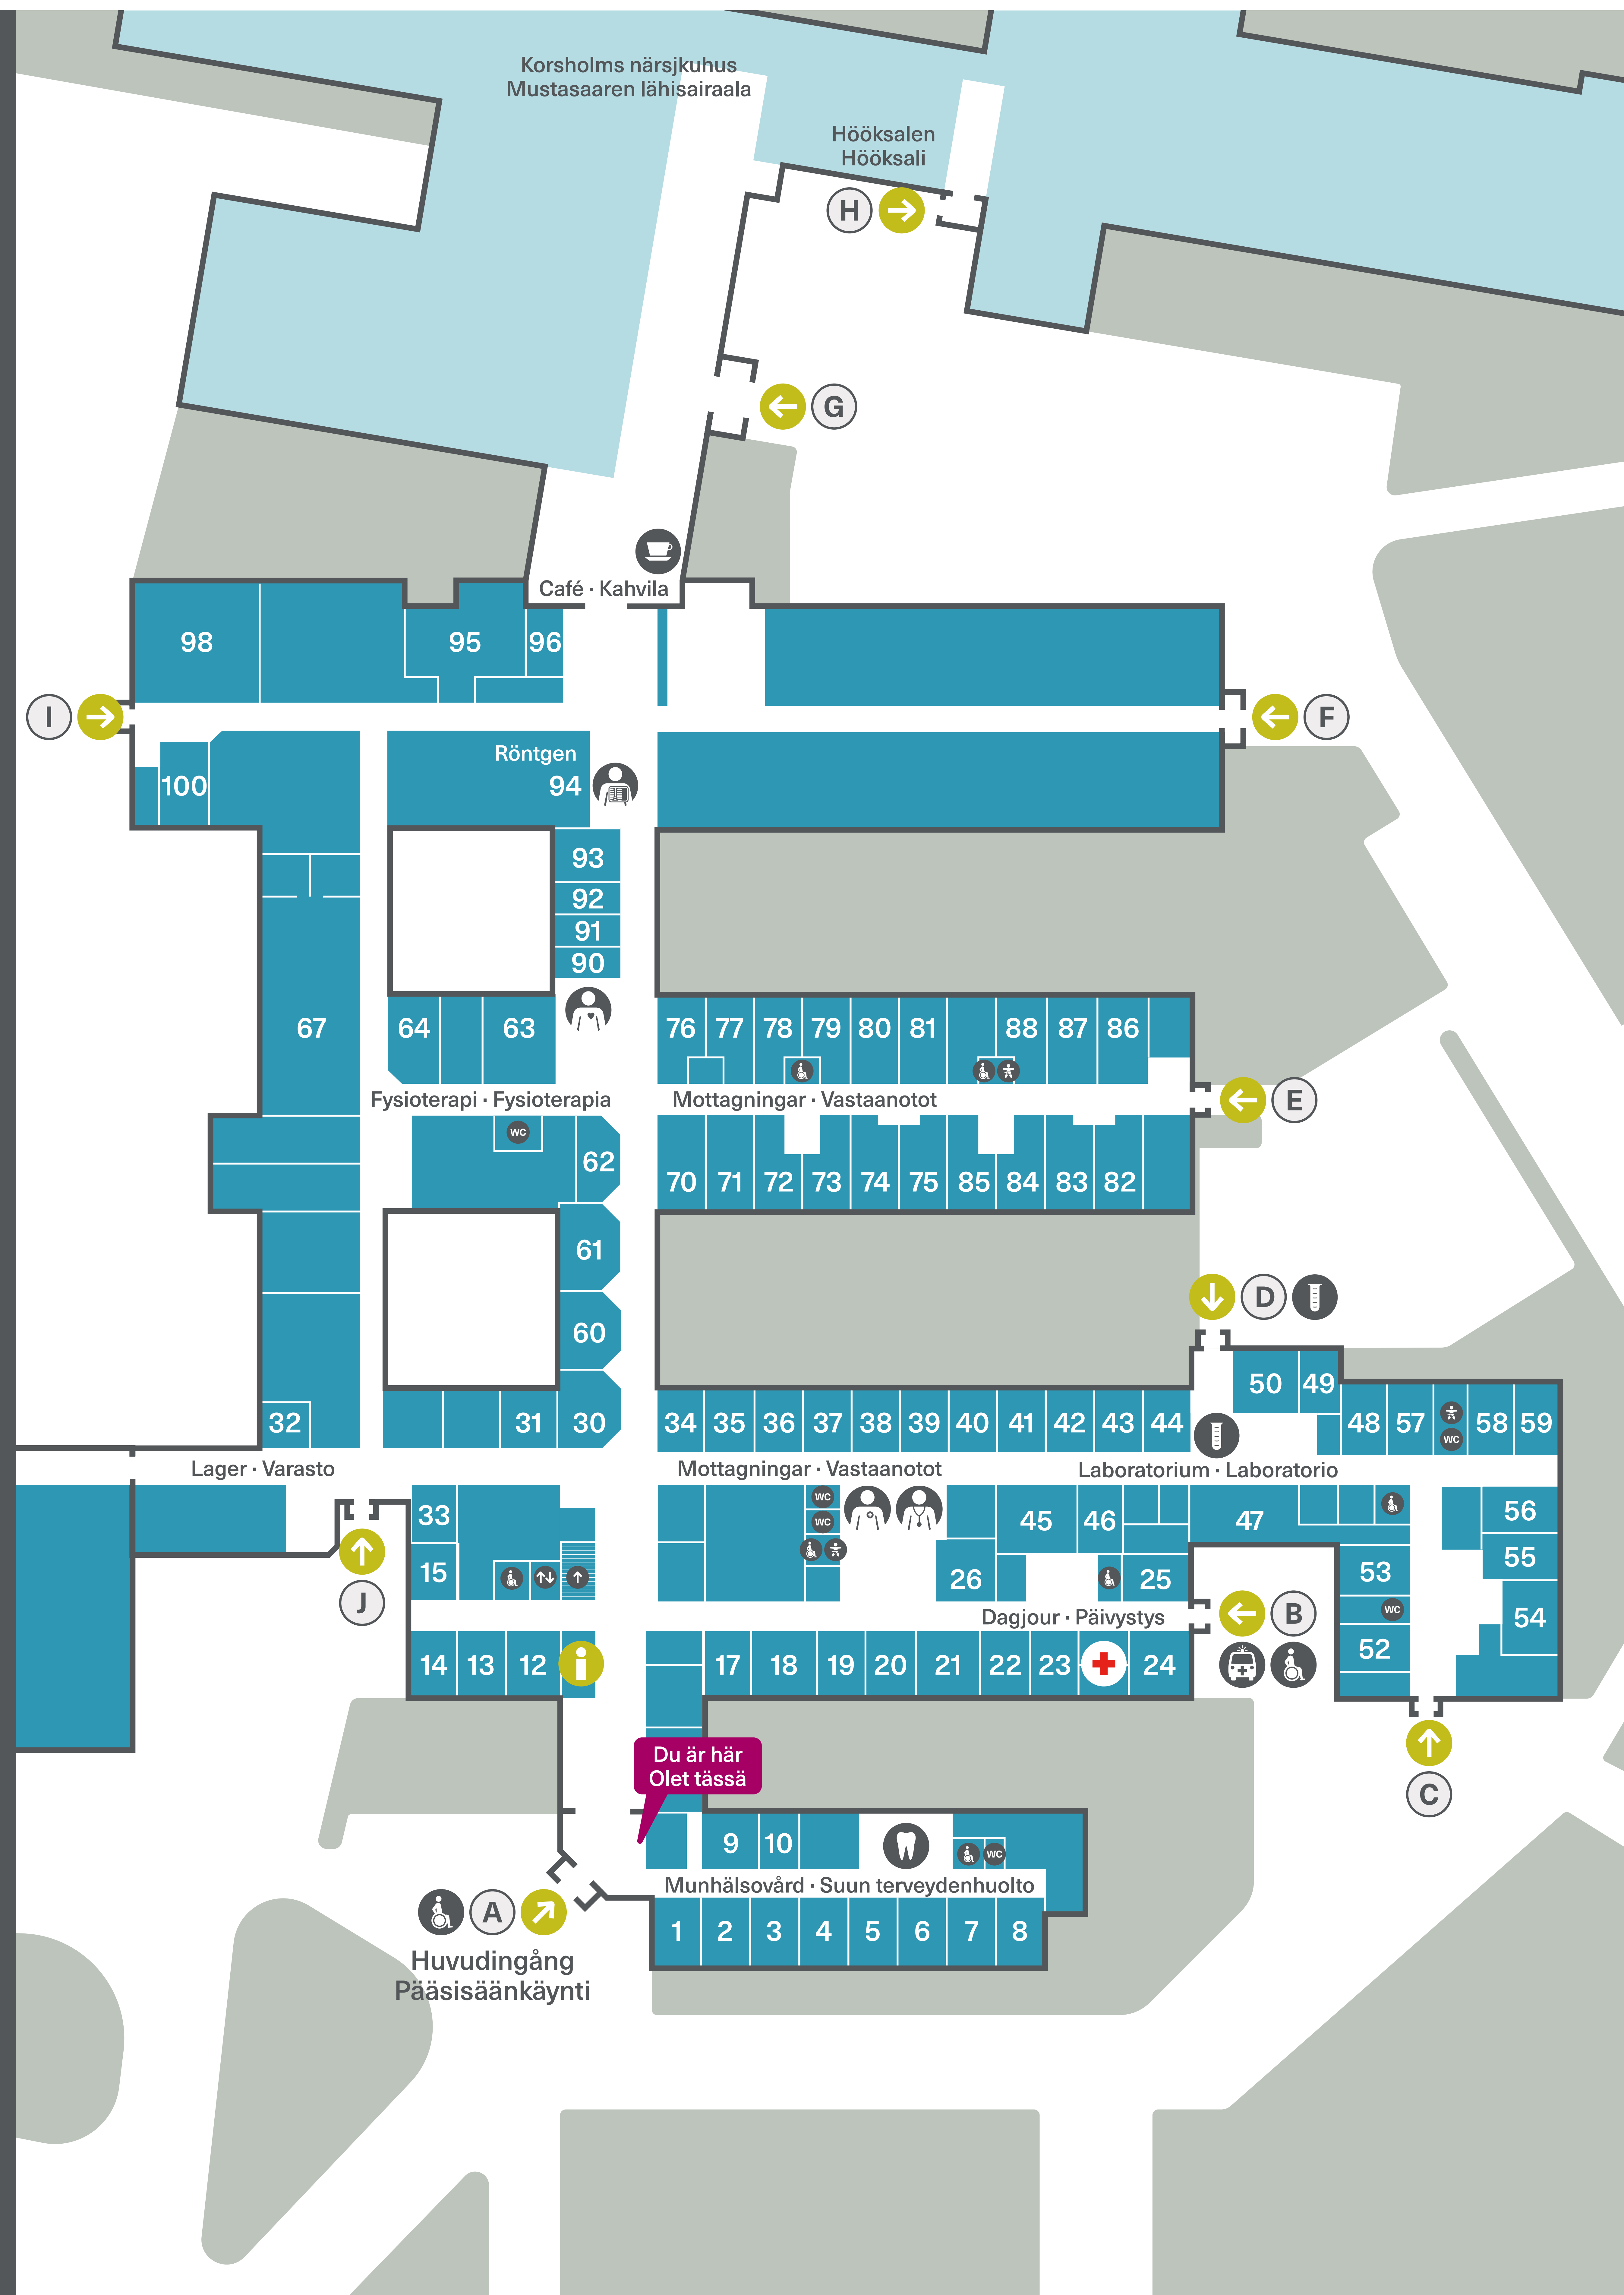 Korsholms närsjkuhus
Mustasaaren lähisairaala
Hööksalen
Hööksali
H
G
Café · Kahvila
98
95
96
I
F
Röntgen
94
100
93
92
91
90
67
64
63
76
77
78
79
80
81
88
87
86
Fysioterapi · Fysioterapia
Mottagningar · Vastaanotot
E
WC
62
70
71
72
73
74
75
85
84
83
82
61
D
60
50
49
32
31
30
34
35
36
37
38
39
40
41
42
43
44
48
57
WC
58
59
Lager · Varasto
Mottagningar · Vastaanotot
Laboratorium · Laboratorio
33
WC
WC
45
46
47
56
15
26
25
53
55
J
Dagjour · Päivystys
B
WC
54
14
13
12
17
18
19
20
21
22
23
24
52
Du är här
Olet tässä
C
9
10
WC
Munhälsovård · Suun terveydenhuolto
A
1
2
3
4
5
6
7
8
Huvudingång
Pääsisäänkäynti